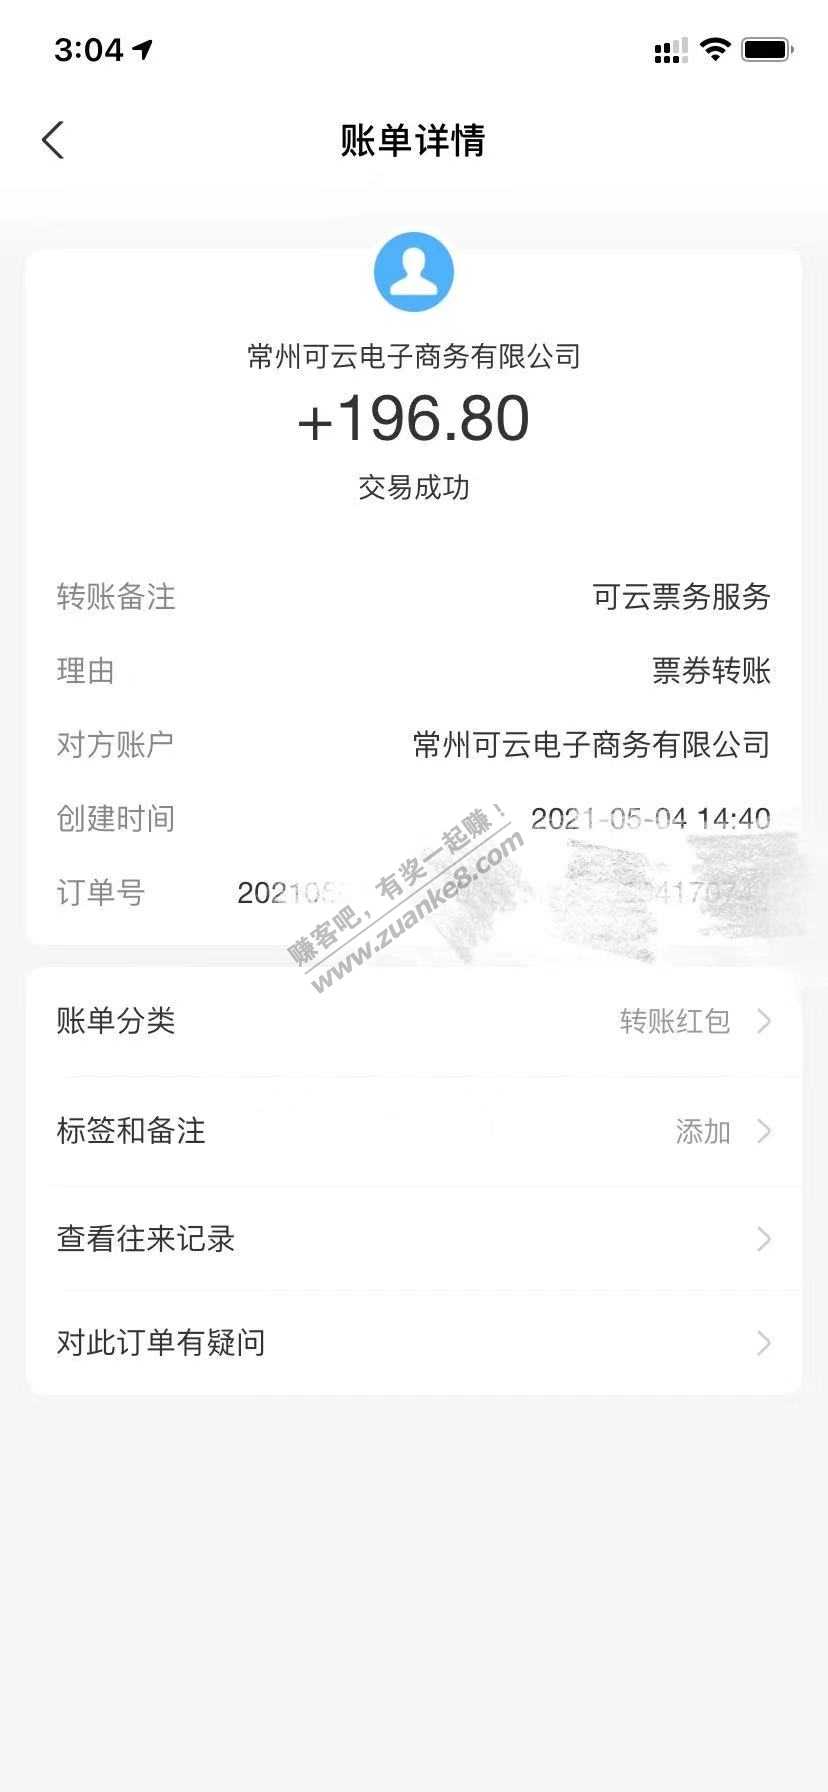 3:04
账单详情
常州可云电子商务有限公司
+196.80
交易成功
转账备注 可云票务服务
理由 票券转账
对方账户 常州可云电子商务有限公司
创建时间 2021-05-04 14:40
订单号 202105
赚客吧，有奖一起赚！
www.zuanke8.com
账单分类 转账红包
标签和备注 添加
查看往来记录
对此订单有疑问